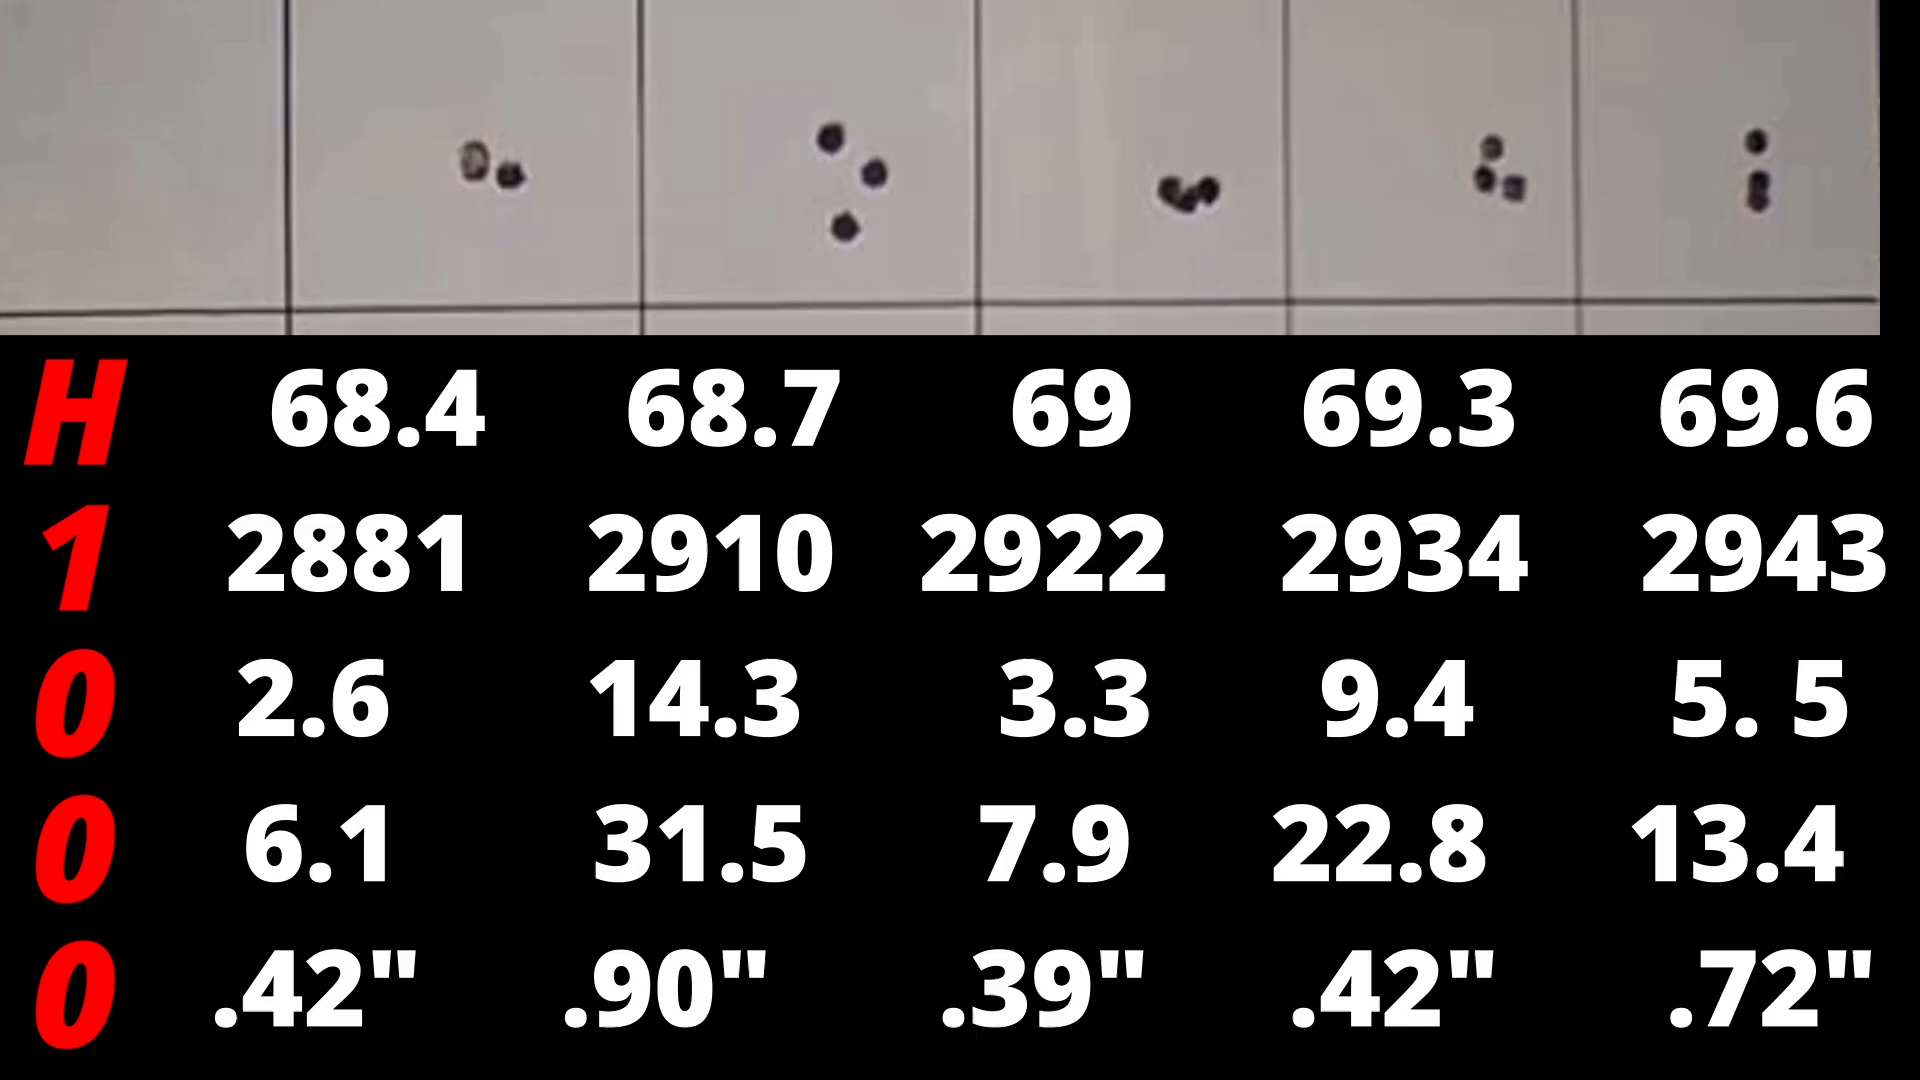 H 68.4 68.7 69 69.3 69.6
1 2881 2910 2922 2934 2943
0 2.6 14.3 3.3 9.4 5. 5
0 6.1 31.5 7.9 22.8 13.4
0 .42" .90" .39" .42" .72"